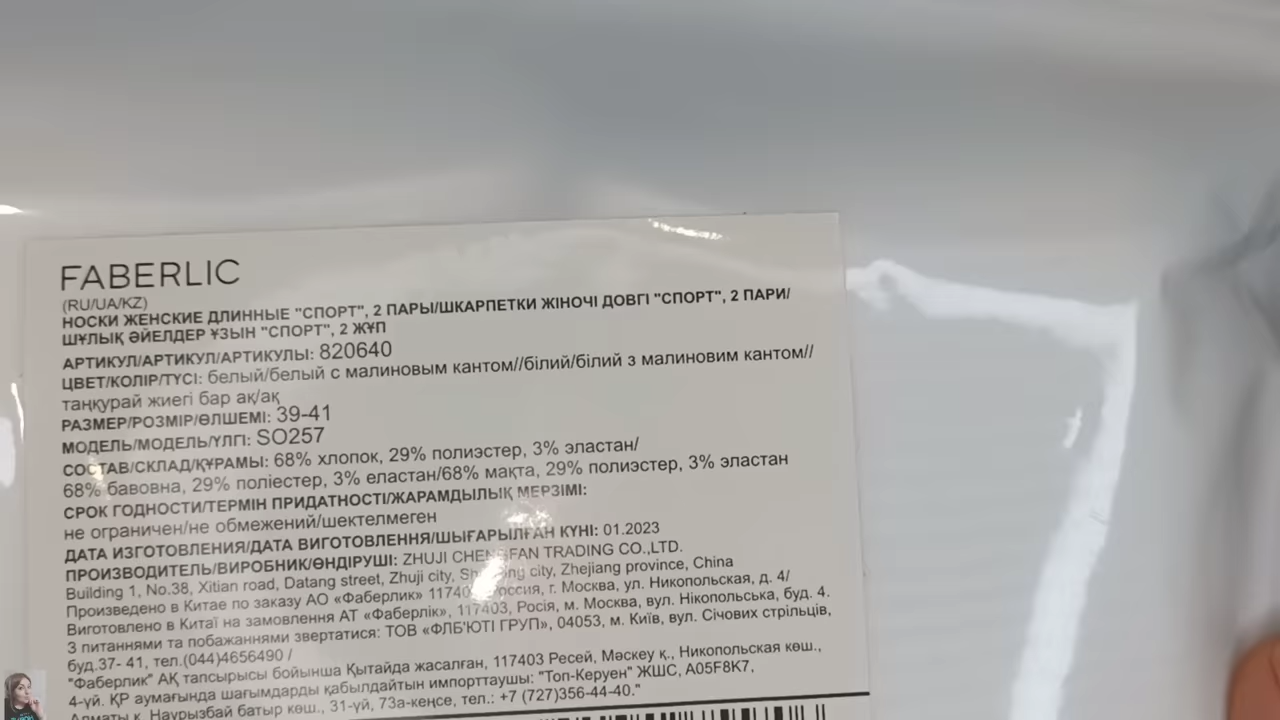 FABERLIC
(RU/UA/KZ)
НОСКИ ЖЕНСКИЕ ДЛИННЫЕ "СПОРТ", 2 ПАРЫ/ШКАРПЕТКИ ЖІНОЧІ ДОВГІ "СПОРТ", 2 ПАРИ/
ШҰЛЫҚ ӘЙЕЛДЕР ҰЗЫН "СПОРТ", 2 ЖҰП
АРТИКУЛ/АРТИКУЛ/АРТИКУЛЫ: 820640
ЦВЕТ/КОЛІР/ТҮСІ: белый/белый с малиновым кантом//білий/білий з малиновим кантом//
таңқурай жиегі бар ақ/ақ
РАЗМЕР/РОЗМІР/ӨЛШЕМІ: 39-41
МОДЕЛЬ/МОДЕЛЬ/ҮЛГІ: SO257
СОСТАВ/СКЛАД/ҚҰРАМЫ: 68% хлопок, 29% полиэстер, 3% эластан/
68% бавовна, 29% поліестер, 3% еластан/68% мақта, 29% полиэстер, 3% эластан
СРОК ГОДНОСТИ/ТЕРМІН ПРИДАТНОСТІ/ЖАРАМДЫЛЫҚ МЕРЗІМІ:
не ограничен/не обмежений/шектелмеген
ДАТА ИЗГОТОВЛЕНИЯ/ДАТА ВИГОТОВЛЕННЯ/ШЫҒАРЫЛҒАН КҮНІ: 01.2023
ПРОИЗВОДИТЕЛЬ/ВИРОБНИК/ӨНДІРУШІ: ZHUJI CHENGFAN TRADING CO.,LTD.
Building 1, No.38, Xitian road, Datang street, Zhuji city, city, Zhejiang province, China
Произведено в Китае по заказу АО «Фаберлик» Россия, г. Москва, ул. Никопольская, д. 4/
Виготовлено в Китаї на замовлення АТ «Фаберлік», 117403, Росія, м. Москва, вул. Нікопольська, буд. 4.
З питаннями та побажаннями звертатися: ТОВ «ФЛБ'ЮТІ ГРУП», 04053, м. Київ, вул. Січових стрільців,
буд.37- 41, тел.(044)4656490 /
"Фаберлик" АҚ тапсырысы бойынша Қытайда жасалған, 117403 Ресей, Мәскеу қ., Никопольская көш.,
4-үй. ҚР аумағында шағымдарды қабылдайтын импорттаушы: "Топ-Керуен" ЖШС, A05F8K7,
Алматы қ. Наурызбай батыр көш., 31-үй, 73а-кеңсе, тел.: +7 (727)356-44-40."